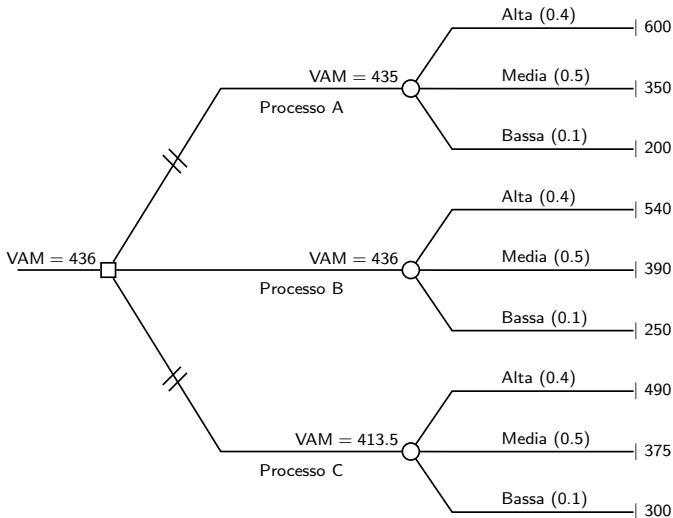 Alta (0.4)
600
VAM = 435
Media (0.5)
350
Processo A
Bassa (0.1)
200
Alta (0.4)
540
VAM = 436
VAM = 436
Media (0.5)
390
Processo B
Bassa (0.1)
250
Alta (0.4)
490
VAM = 413.5
Media (0.5)
375
Processo C
Bassa (0.1)
300